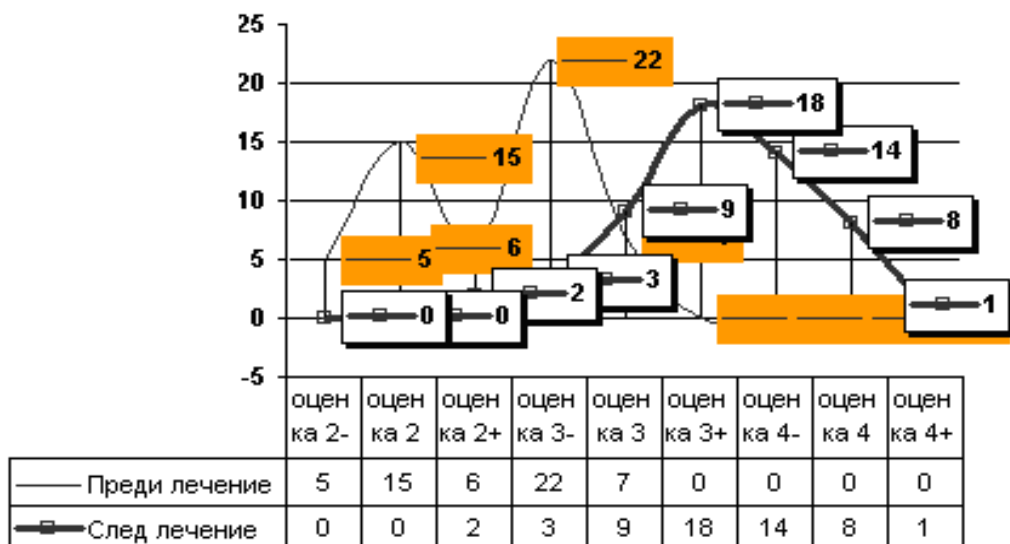 25
20
15
10
5
0
-5
22
18
15
14
9
8
6
5
3
2
0
0
1
оцен
ка 2-
оцен
ка 2
оцен
ка 2+
оцен
ка 3-
оцен
ка 3
оцен
ка 3+
оцен
ка 4-
оцен
ка 4
оцен
ка 4+
Преди лечение 5 15 6 22 7 0 0 0 0
След лечение 0 0 2 3 9 18 14 8 1